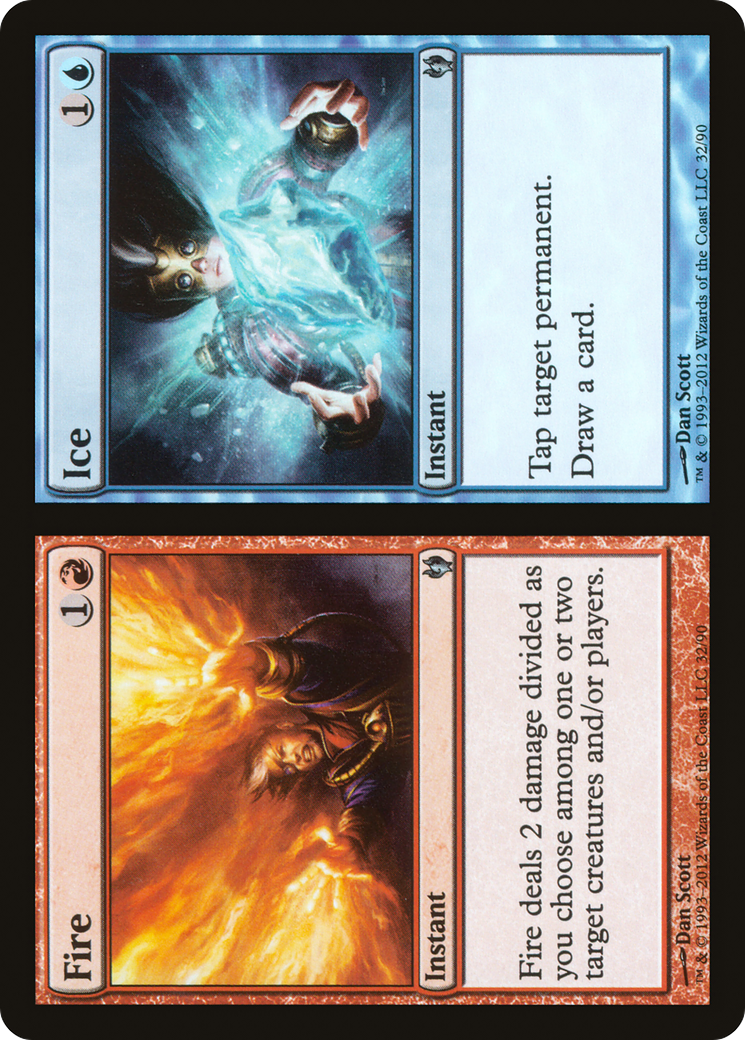 Fire 1
Instant
Fire deals 2 damage divided as
you choose among one or two
target creatures and/or players.
Dan Scott
™ & © 1993–2012 Wizards of the Coast LLC 32/90
Ice 1
Instant
Tap target permanent.
Draw a card.
Dan Scott
™ & © 1993–2012 Wizards of the Coast LLC 32/90